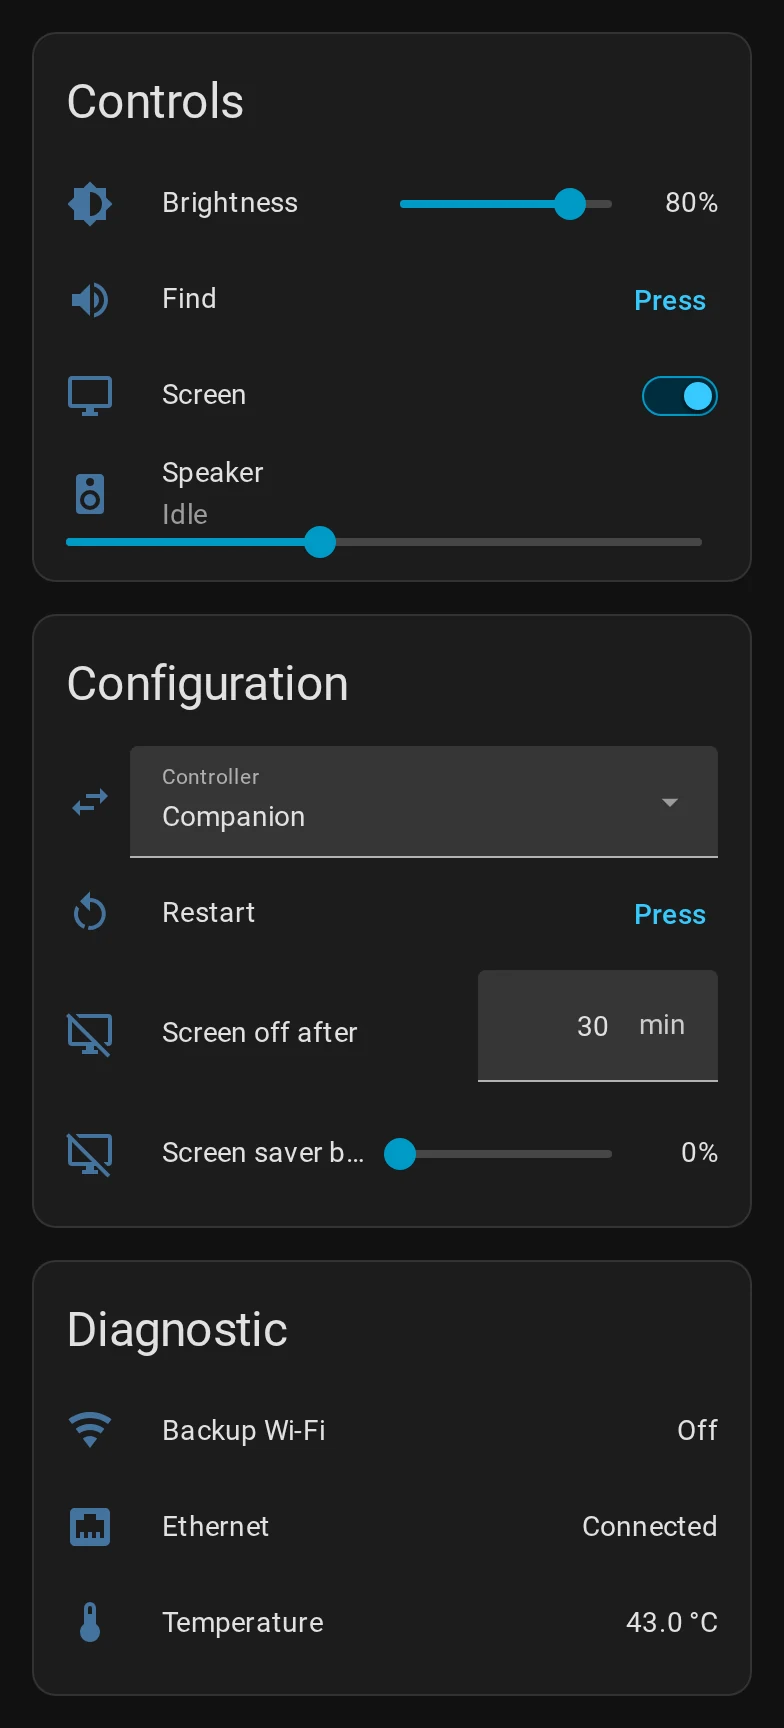 Controls
Brightness 80%
Find Press
Screen
Speaker
Idle
Configuration
Controller
Companion
Restart Press
Screen off after 30 min
Screen saver b… 0%
Diagnostic
Backup Wi-Fi Off
Ethernet Connected
Temperature 43.0 °C